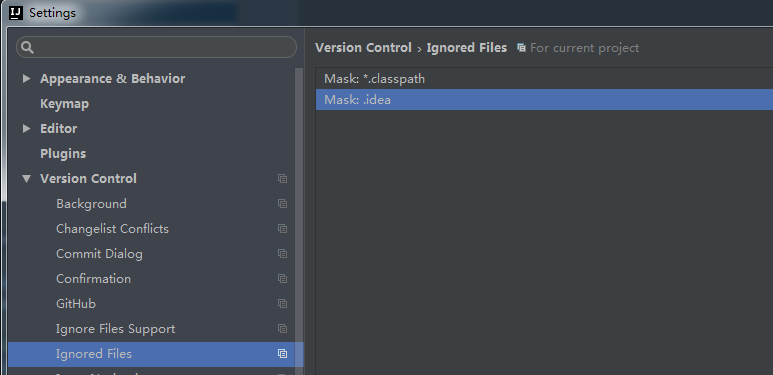 IJ Settings
Version Control › Ignored Files For current project
Appearance & Behavior
Keymap
Editor
Plugins
Version Control
Background
Changelist Conflicts
Commit Dialog
Confirmation
GitHub
Ignore Files Support
Ignored Files
Mask: *.classpath
Mask: .idea